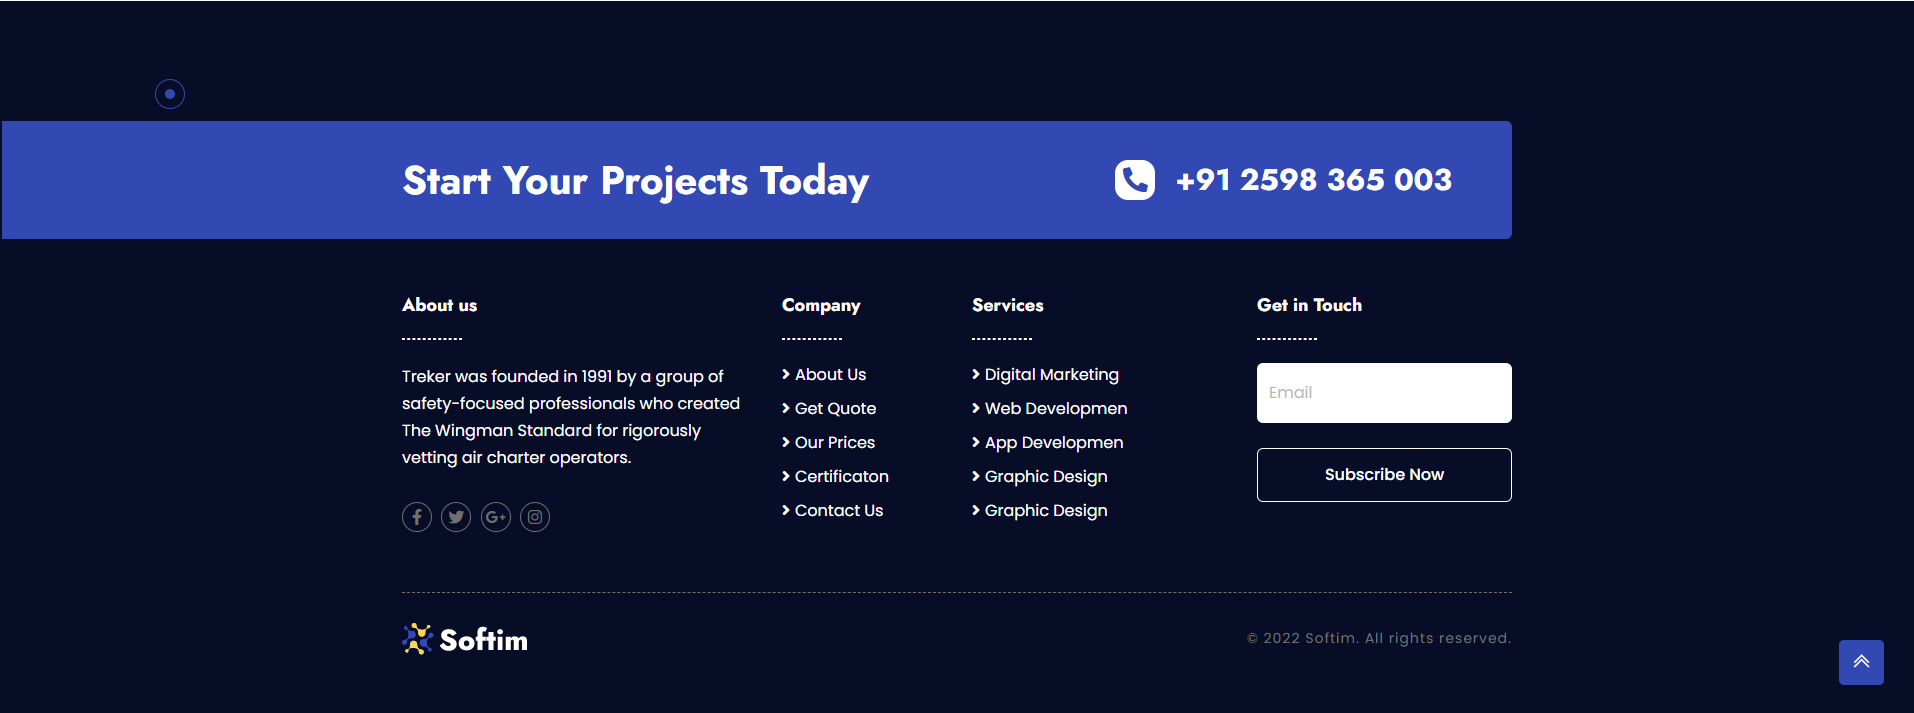 Start Your Projects Today
+91 2598 365 003
About us
Treker was founded in 1991 by a group of
safety-focused professionals who created
The Wingman Standard for rigorously
vetting air charter operators.
Company
About Us
Get Quote
Our Prices
Certificaton
Contact Us
Services
Digital Marketing
Web Developmen
App Developmen
Graphic Design
Graphic Design
Get in Touch
Email
Subscribe Now
Softim
© 2022 Softim. All rights reserved.